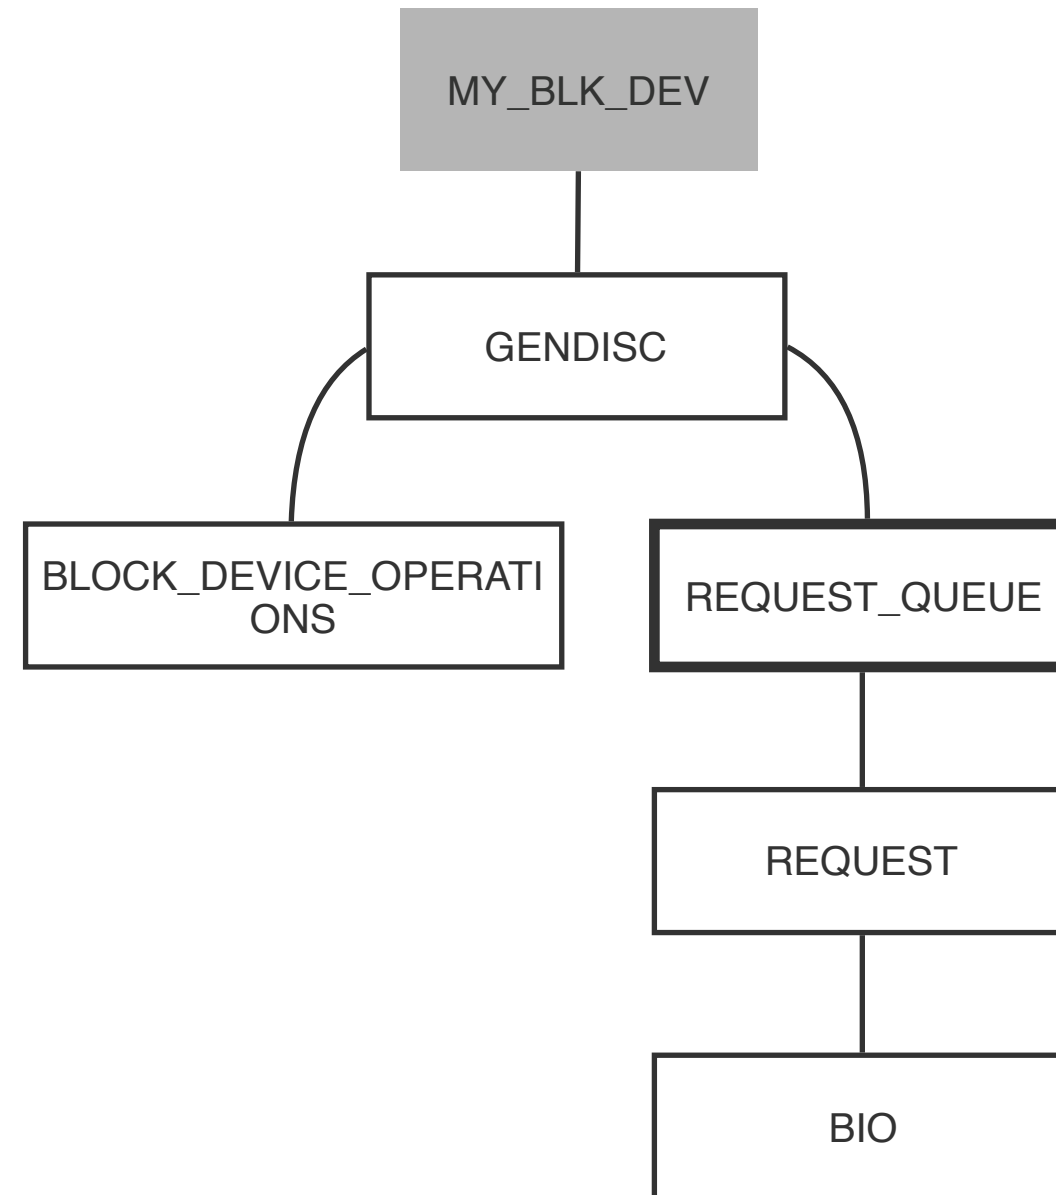 MY_BLK_DEV
GENDISC
BLOCK_DEVICE_OPERATI
ONS
REQUEST_QUEUE
REQUEST
BIO